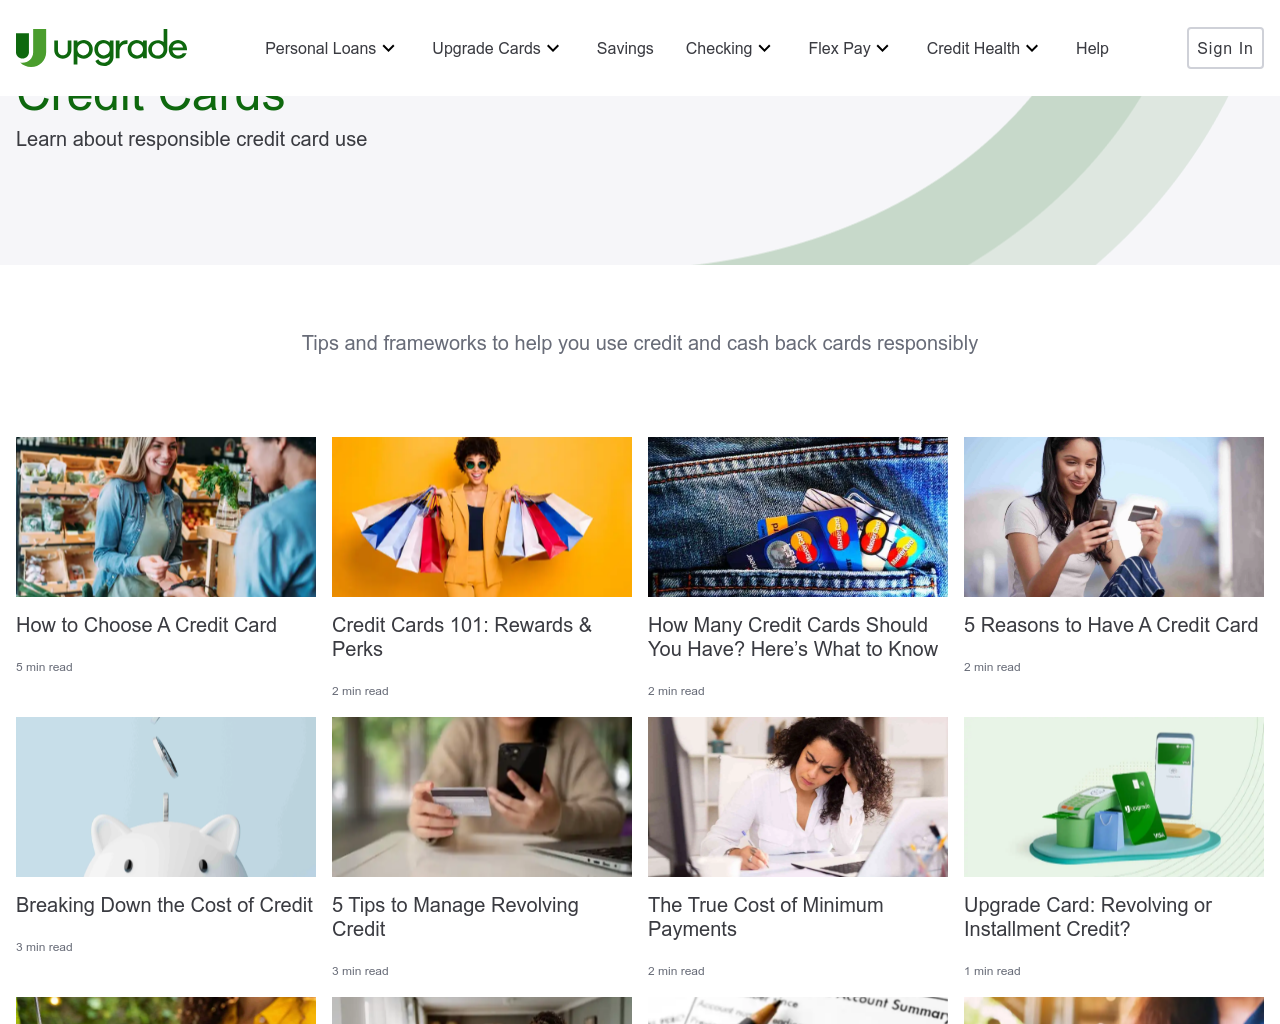 upgrade
Personal Loans
Upgrade Cards
Savings
Checking
Flex Pay
Credit Health
Help
Sign In
Credit Cards
Learn about responsible credit card use
Tips and frameworks to help you use credit and cash back cards responsibly
How to Choose A Credit Card
5 min read
Credit Cards 101: Rewards &
Perks
2 min read
How Many Credit Cards Should
You Have? Here’s What to Know
2 min read
5 Reasons to Have A Credit Card
2 min read
Breaking Down the Cost of Credit
3 min read
5 Tips to Manage Revolving
Credit
3 min read
The True Cost of Minimum
Payments
2 min read
upgrade
VISA
Upgrade Card: Revolving or
Installment Credit?
1 min read
Account Summary